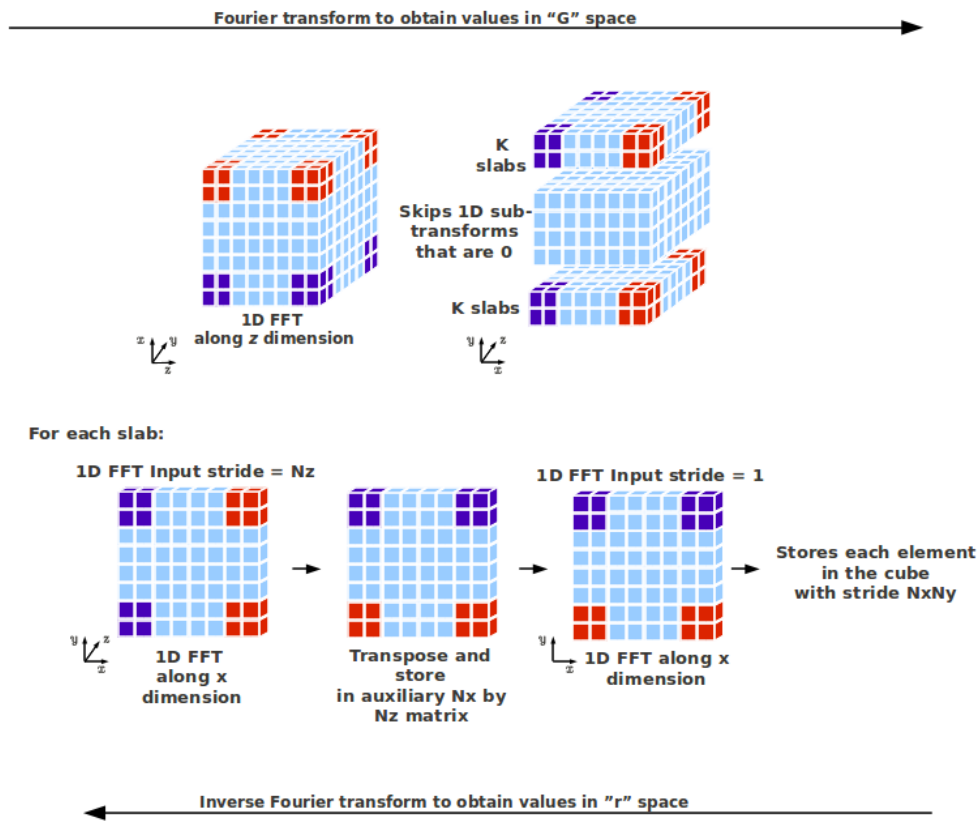 Fourier transform to obtain values in “G” space
K
slabs
Skips 1D sub-
transforms
that are 0
K slabs
1D FFT
along z dimension
x
y
z
y
z
x
For each slab:
1D FFT Input stride = Nz
1D FFT Input stride = 1
Stores each element
in the cube
with stride NxNy
y
z
x
1D FFT
along x
dimension
Transpose and
store
in auxiliary Nx by
Nz matrix
y
x
1D FFT along x
dimension
Inverse Fourier transform to obtain values in ”r” space